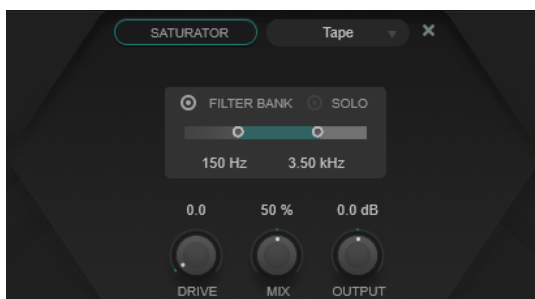 SATURATOR Tape
FILTER BANK SOLO
150 Hz 3.50 kHz
0.0 50 % 0.0 dB
DRIVE MIX OUTPUT